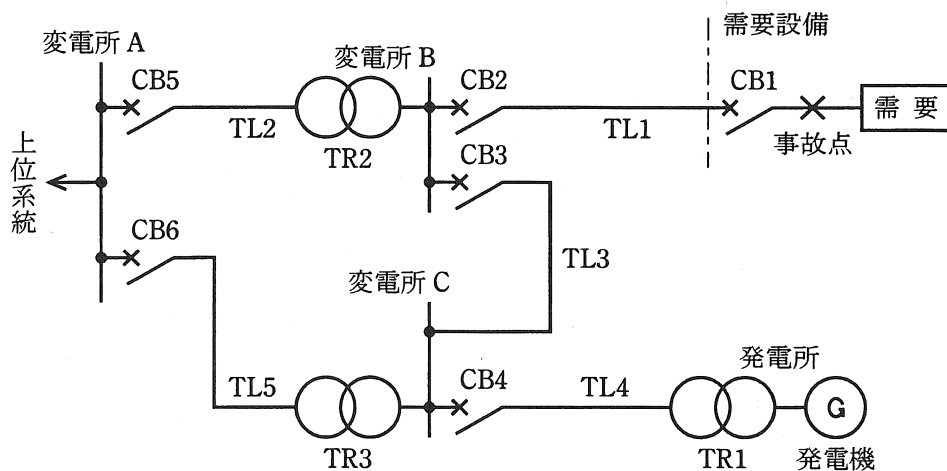 需要設備
変電所 A
変電所 B
CB5
CB2
CB1
需 要
TL2
TL1
事故点
TR2
CB3
上位系統
CB6
TL3
変電所 C
発電所
TL5
CB4
TL4
G
TR3
TR1
発電機